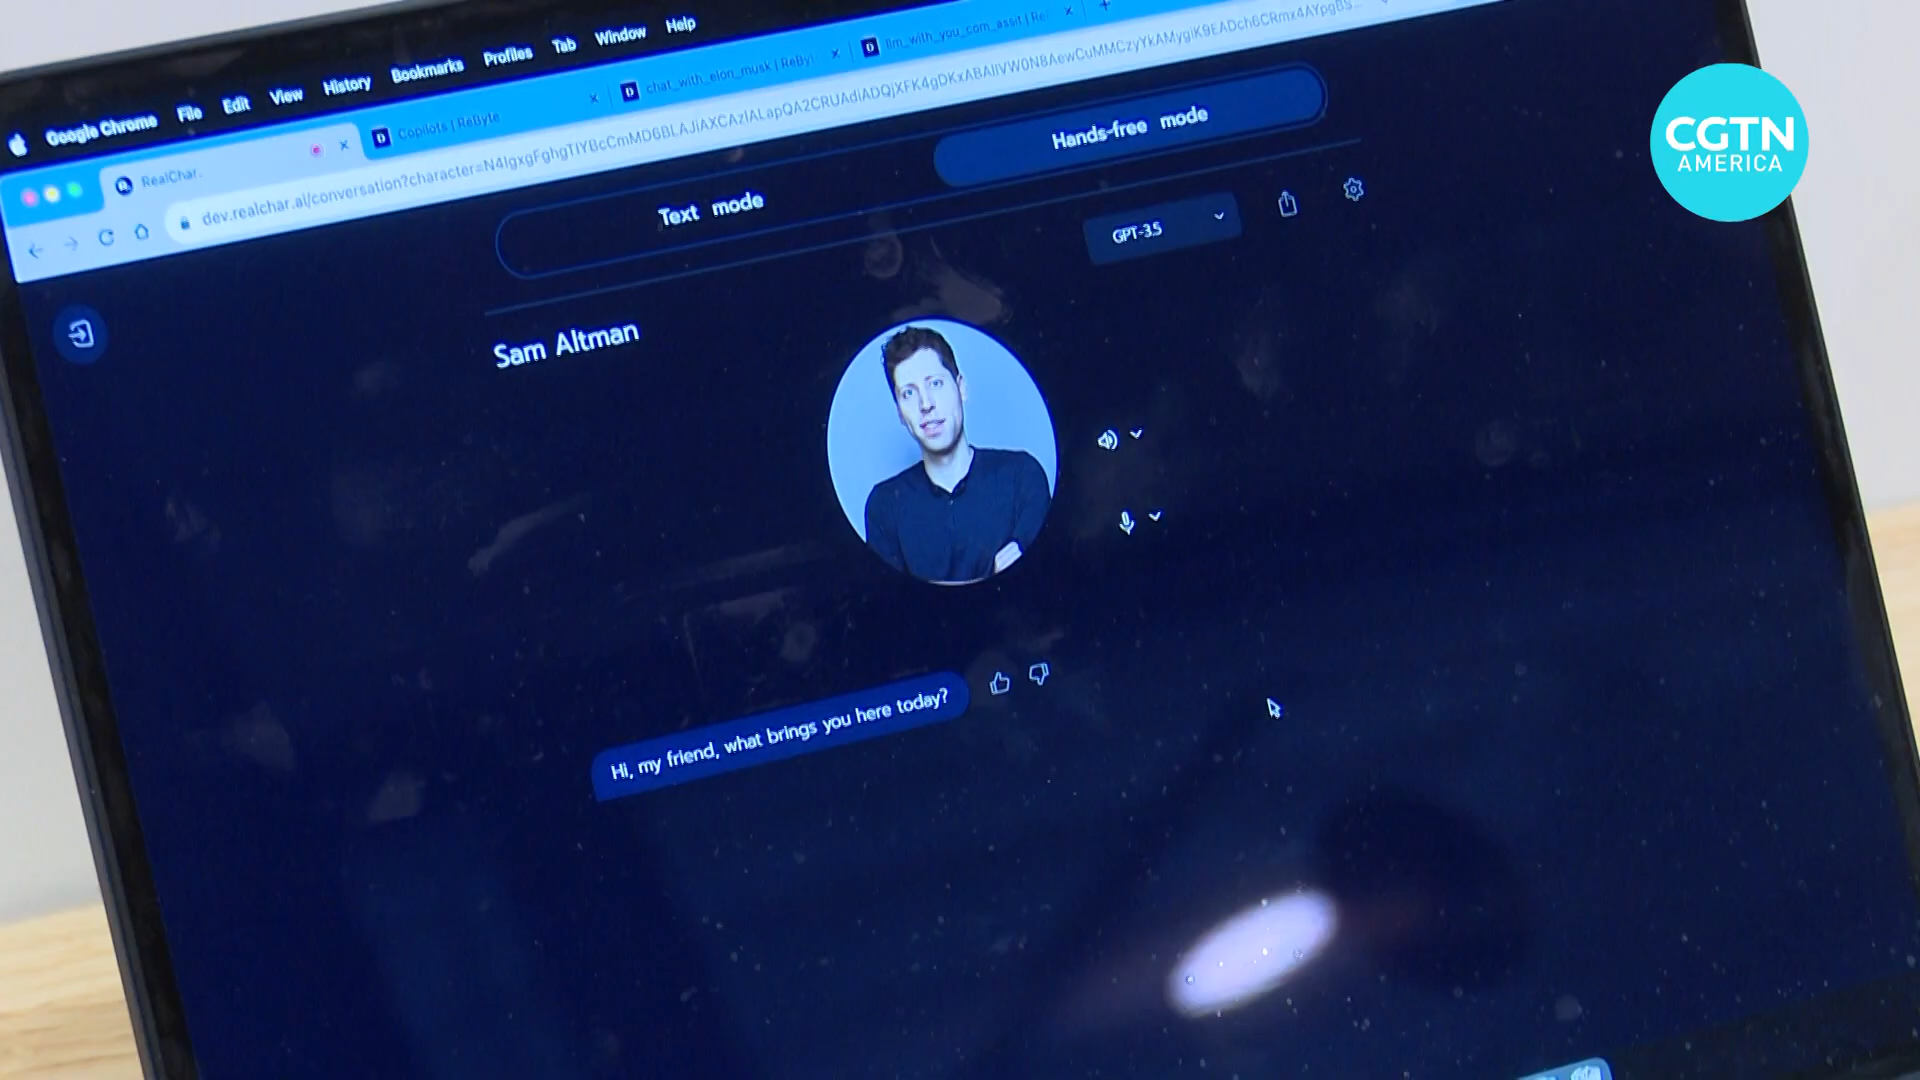 Google Chrome File Edit View History Bookmarks Profiles Tab Window Help
RealChar.
Copilots | ReByte
chat_with_elon_musk | ReByt
llm_with_you_com_assit | Re
dev.realchar.ai/conversation?character=
Text mode
Hands-free mode
GPT-3.5
Sam Altman
Hi, my friend, what brings you here today?
CGTN
AMERICA